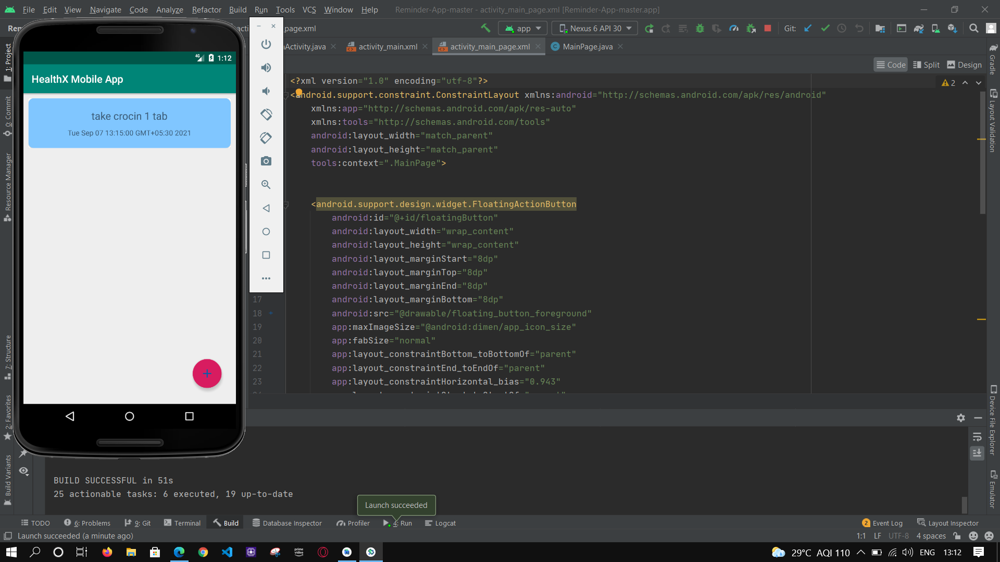 File Edit View Navigate Code Analyze Refactor Build Run Tools VCS Window Help Reminder-App-master - activity_main_page.xml [Reminder-App-master.app]
page.xml app Nexus 6 API 30 Git:
Activity.java activity_main.xml activity_main_page.xml MainPage.java
Code Split Design
1: Project
0: Commit
Resource Manager
7: Structure
2: Favorites
Build Variants
4G 1:12
HealthX Mobile App
take crocin 1 tab
Tue Sep 07 13:15:00 GMT+05:30 2021
2
<?xml version="1.0" encoding="utf-8"?>
<android.support.constraint.ConstraintLayout xmlns:android="http://schemas.android.com/apk/res/android"
xmlns:app="http://schemas.android.com/apk/res-auto"
xmlns:tools="http://schemas.android.com/tools"
android:layout_width="match_parent"
android:layout_height="match_parent"
tools:context=".MainPage">
<android.support.design.widget.FloatingActionButton
android:id="@+id/floatingButton"
android:layout_width="wrap_content"
android:layout_height="wrap_content"
android:layout_marginStart="8dp"
android:layout_marginTop="8dp"
android:layout_marginEnd="8dp"
17 android:layout_marginBottom="8dp"
18 android:src="@drawable/floating_button_foreground"
19 app:maxImageSize="@android:dimen/app_icon_size"
20 app:fabSize="normal"
21 app:layout_constraintBottom_toBottomOf="parent"
22 app:layout_constraintEnd_toEndOf="parent"
23 app:layout_constraintHorizontal_bias="0.943"
Gradle
Layout Validation
Device File Explorer
Emulator
BUILD SUCCESSFUL in 51s
25 actionable tasks: 6 executed, 19 up-to-date
Launch succeeded
TODO 6: Problems 9: Git Terminal Build Database Inspector Profiler 4: Run Logcat 2 Event Log Layout Inspector
Launch succeeded (a minute ago) 1:1 LF UTF-8 4 spaces
prime video 29°C AQI 110 ENG 13:12